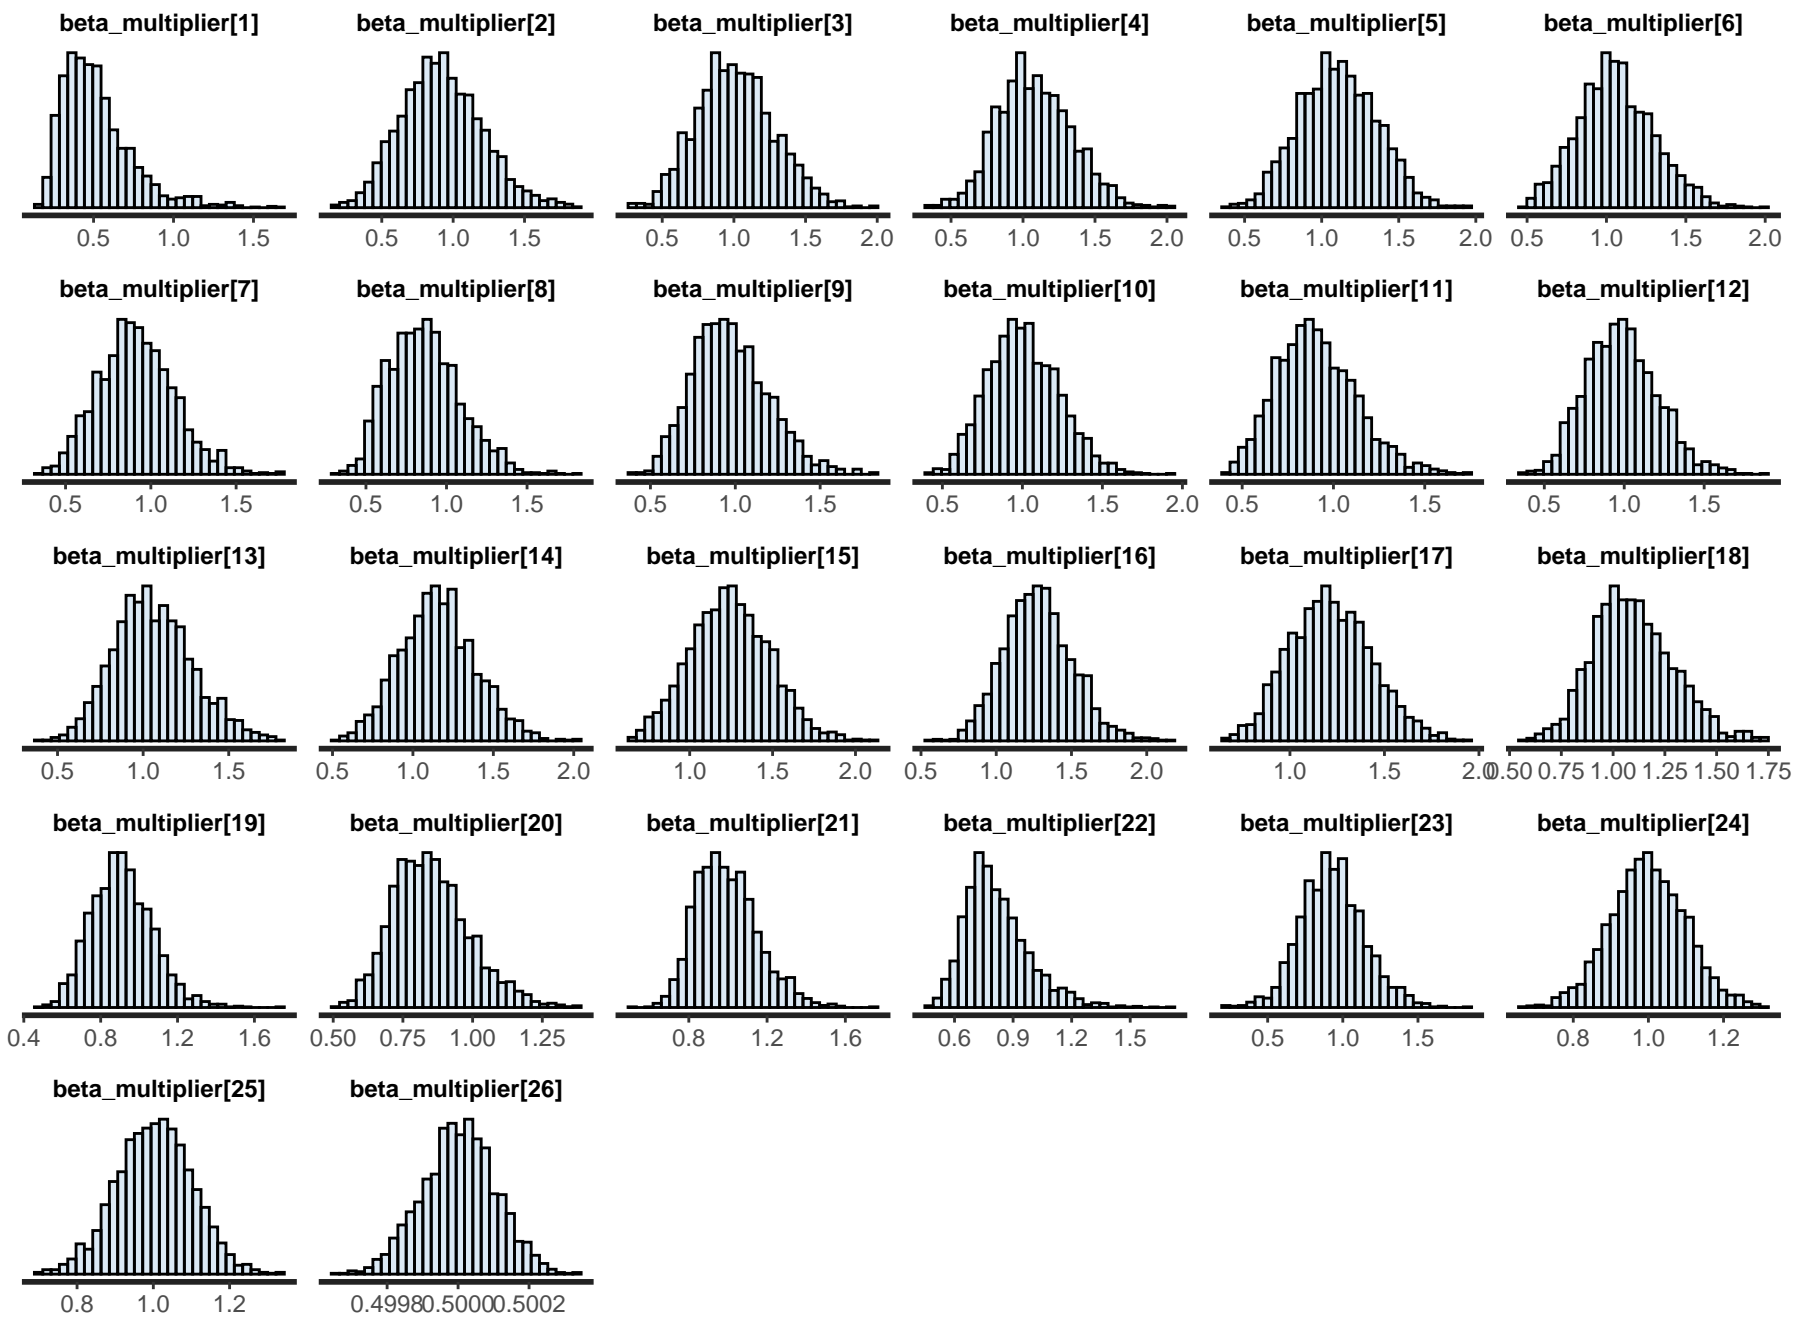 beta_multiplier[1] beta_multiplier[2] beta_multiplier[3] beta_multiplier[4] beta_multiplier[5] beta_multiplier[6]
0.5 1.0 1.5 0.5 1.0 1.5 0.5 1.0 1.5 2.0 0.5 1.0 1.5 2.0 0.5 1.0 1.5 2.0 0.5 1.0 1.5 2.0
beta_multiplier[7] beta_multiplier[8] beta_multiplier[9] beta_multiplier[10] beta_multiplier[11] beta_multiplier[12]
0.5 1.0 1.5 0.5 1.0 1.5 0.5 1.0 1.5 0.5 1.0 1.5 2.0 0.5 1.0 1.5 0.5 1.0 1.5
beta_multiplier[13] beta_multiplier[14] beta_multiplier[15] beta_multiplier[16] beta_multiplier[17] beta_multiplier[18]
0.5 1.0 1.5 0.5 1.0 1.5 2.0 1.0 1.5 2.0 0.5 1.0 1.5 2.0 1.0 1.5 2.0 0.50 0.75 1.00 1.25 1.50 1.75
beta_multiplier[19] beta_multiplier[20] beta_multiplier[21] beta_multiplier[22] beta_multiplier[23] beta_multiplier[24]
0.4 0.8 1.2 1.6 0.50 0.75 1.00 1.25 0.8 1.2 1.6 0.6 0.9 1.2 1.5 0.5 1.0 1.5 0.8 1.0 1.2
beta_multiplier[25] beta_multiplier[26]
0.8 1.0 1.2 0.4998 0.5000 0.5002